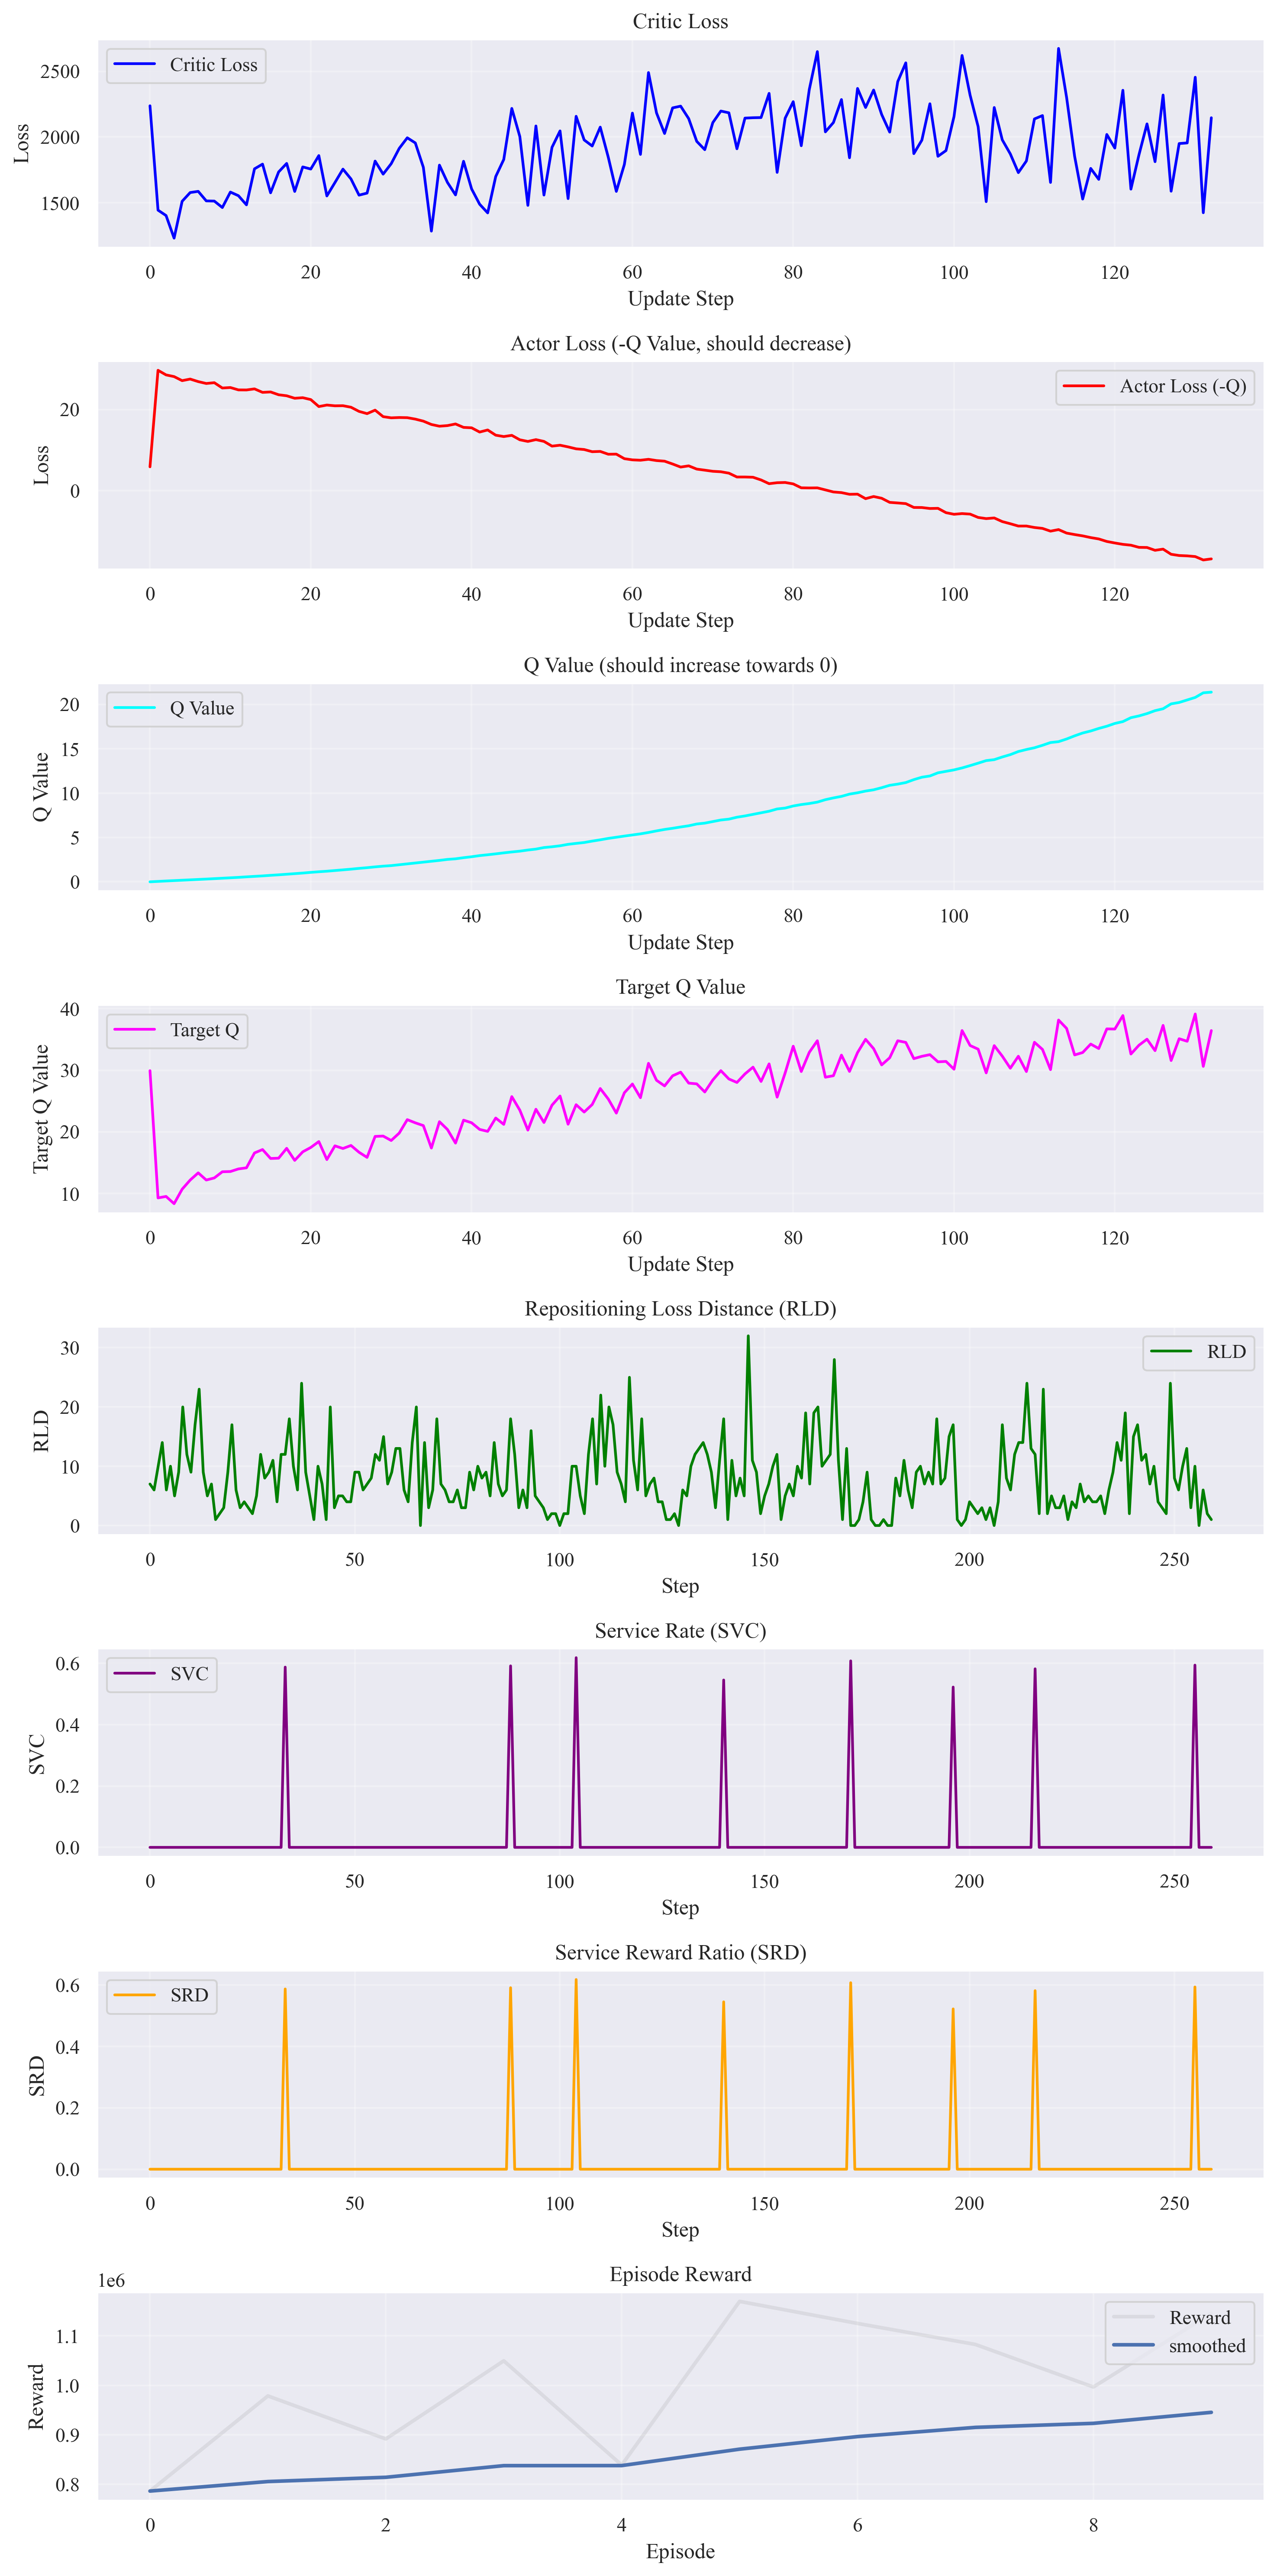 Critic Loss
Critic Loss
2500
2000
1500
Loss
0 20 40 60 80 100 120
Update Step
Actor Loss (-Q Value, should decrease)
Actor Loss (-Q)
20
0
Loss
0 20 40 60 80 100 120
Update Step
Q Value (should increase towards 0)
Q Value
20
15
10
5
0
Q Value
0 20 40 60 80 100 120
Update Step
Target Q Value
Target Q
40
30
20
10
Target Q Value
0 20 40 60 80 100 120
Update Step
Repositioning Loss Distance (RLD)
RLD
30
20
10
0
RLD
0 50 100 150 200 250
Step
Service Rate (SVC)
SVC
0.6
0.4
0.2
0.0
SVC
0 50 100 150 200 250
Step
Service Reward Ratio (SRD)
SRD
0.6
0.4
0.2
0.0
SRD
0 50 100 150 200 250
Step
Episode Reward
1e6
Reward
smoothed
1.1
1.0
0.9
0.8
Reward
0 2 4 6 8
Episode